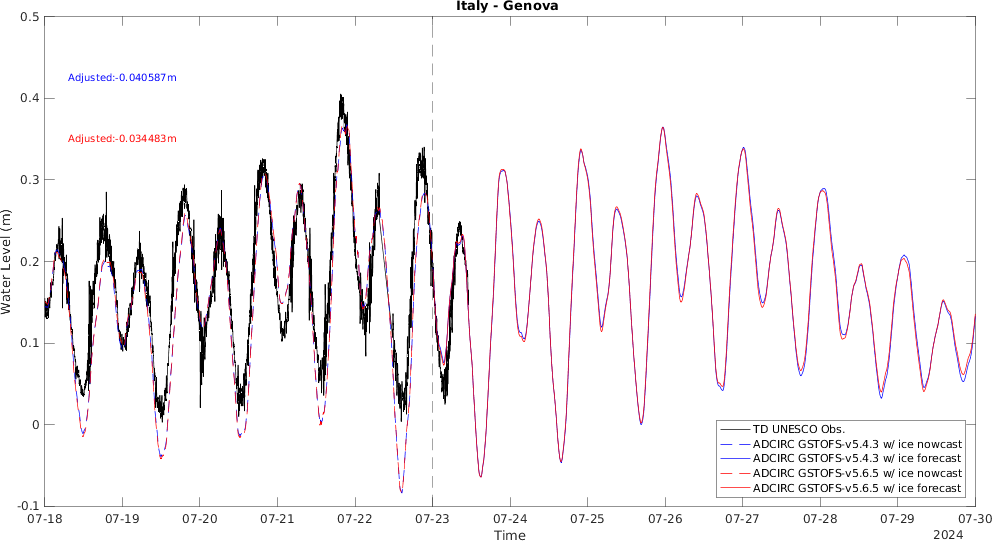 Italy - Genova
0.5
0.4
0.3
0.2
0.1
0
-0.1
Water Level (m)
Adjusted:-0.040587m
Adjusted:-0.034483m
TD UNESCO Obs.
ADCIRC GSTOFS-v5.4.3 w/ ice nowcast
ADCIRC GSTOFS-v5.4.3 w/ ice forecast
ADCIRC GSTOFS-v5.6.5 w/ ice nowcast
ADCIRC GSTOFS-v5.6.5 w/ ice forecast
07-18 07-19 07-20 07-21 07-22 07-23 07-24 07-25 07-26 07-27 07-28 07-29 07-30
Time
2024